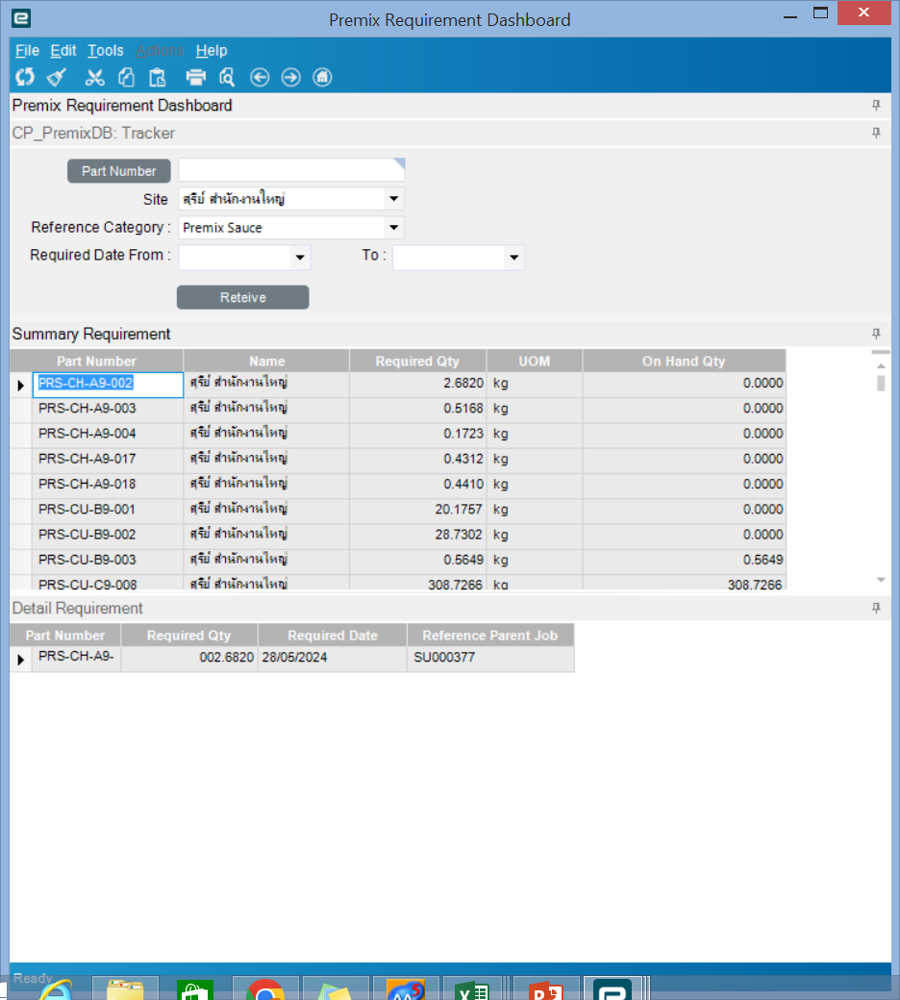 Premix Requirement Dashboard
File Edit Tools Actions Help
Premix Requirement Dashboard
CP_PremixDB: Tracker
Part Number
Site สุรีย์ สำนักงานใหญ่
Reference Category : Premix Sauce
Required Date From : To :
Reteive
Summary Requirement
Part Number Name Required Qty UOM On Hand Qty
PRS-CH-A9-002 สุรีย์ สำนักงานใหญ่ 2.6820 kg 0.0000
PRS-CH-A9-003 สุรีย์ สำนักงานใหญ่ 0.5168 kg 0.0000
PRS-CH-A9-004 สุรีย์ สำนักงานใหญ่ 0.1723 kg 0.0000
PRS-CH-A9-017 สุรีย์ สำนักงานใหญ่ 0.4312 kg 0.0000
PRS-CH-A9-018 สุรีย์ สำนักงานใหญ่ 0.4410 kg 0.0000
PRS-CU-B9-001 สุรีย์ สำนักงานใหญ่ 20.1757 kg 0.0000
PRS-CU-B9-002 สุรีย์ สำนักงานใหญ่ 28.7302 kg 0.0000
PRS-CU-B9-003 สุรีย์ สำนักงานใหญ่ 0.5649 kg 0.5649
PRS-CU-C9-008 สุรีย์ สำนักงานใหญ่ 308.7266 kg 308.7266
Detail Requirement
Part Number Required Qty Required Date Reference Parent Job
PRS-CH-A9- 002.6820 28/05/2024 SU000377
Ready